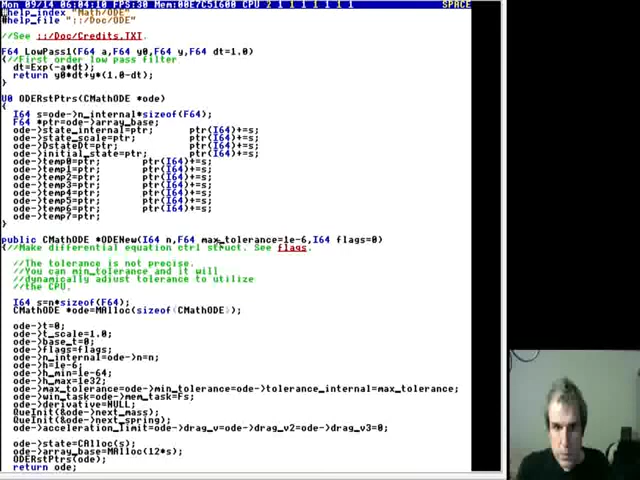 Mon 09/14 06:04:10 FPS:30 Mem:00E7C51600 CPU 2 1 1 1 1 1 1 1 SPACE
#help_index "Math/ODE"
#help_file "::/Doc/ODE"
//See ::/Doc/Credits.TXT.
F64 LowPass1(F64 a,F64 y0,F64 y,F64 dt=1.0)
{//First order low pass filter
dt=Exp(-a*dt);
return y0*dt+y*(1.0-dt);
}
U0 ODERstPtrs(CMathODE *ode)
{
I64 s=ode->n_internal*sizeof(F64);
F64 *ptr=ode->array_base;
ode->state_internal=ptr; ptr(I64)+=s;
ode->state_scale=ptr; ptr(I64)+=s;
ode->DstateDt=ptr; ptr(I64)+=s;
ode->initial_state=ptr; ptr(I64)+=s;
ode->temp0=ptr; ptr(I64)+=s;
ode->temp1=ptr; ptr(I64)+=s;
ode->temp2=ptr; ptr(I64)+=s;
ode->temp3=ptr; ptr(I64)+=s;
ode->temp4=ptr; ptr(I64)+=s;
ode->temp5=ptr; ptr(I64)+=s;
ode->temp6=ptr; ptr(I64)+=s;
ode->temp7=ptr;
}
public CMathODE *ODENew(I64 n,F64 max_tolerance=1e-6,I64 flags=0)
{//Make differential equation ctrl struct. See flags.
//The tolerance is not precise.
//You can min_tolerance and it will
//dynamically adjust tolerance to utilize
//the CPU.
I64 s=n*sizeof(F64);
CMathODE *ode=MAlloc(sizeof(CMathODE));
ode->t=0;
ode->t_scale=1.0;
ode->base_t=0;
ode->flags=flags;
ode->n_internal=ode->n=n;
ode->h=1e-6;
ode->h_min=1e-64;
ode->h_max=1e32;
ode->max_tolerance=ode->min_tolerance=ode->tolerance_internal=max_tolerance;
ode->win_task=ode->mem_task=Fs;
ode->derivative=NULL;
QueInit(&ode->next_mass);
QueInit(&ode->next_spring);
ode->acceleration_limit=ode->drag_v=ode->drag_v2=ode->drag_v3=0;
ode->state=CAlloc(s);
ode->array_base=MAlloc(12*s);
ODERstPtrs(ode);
return ode;